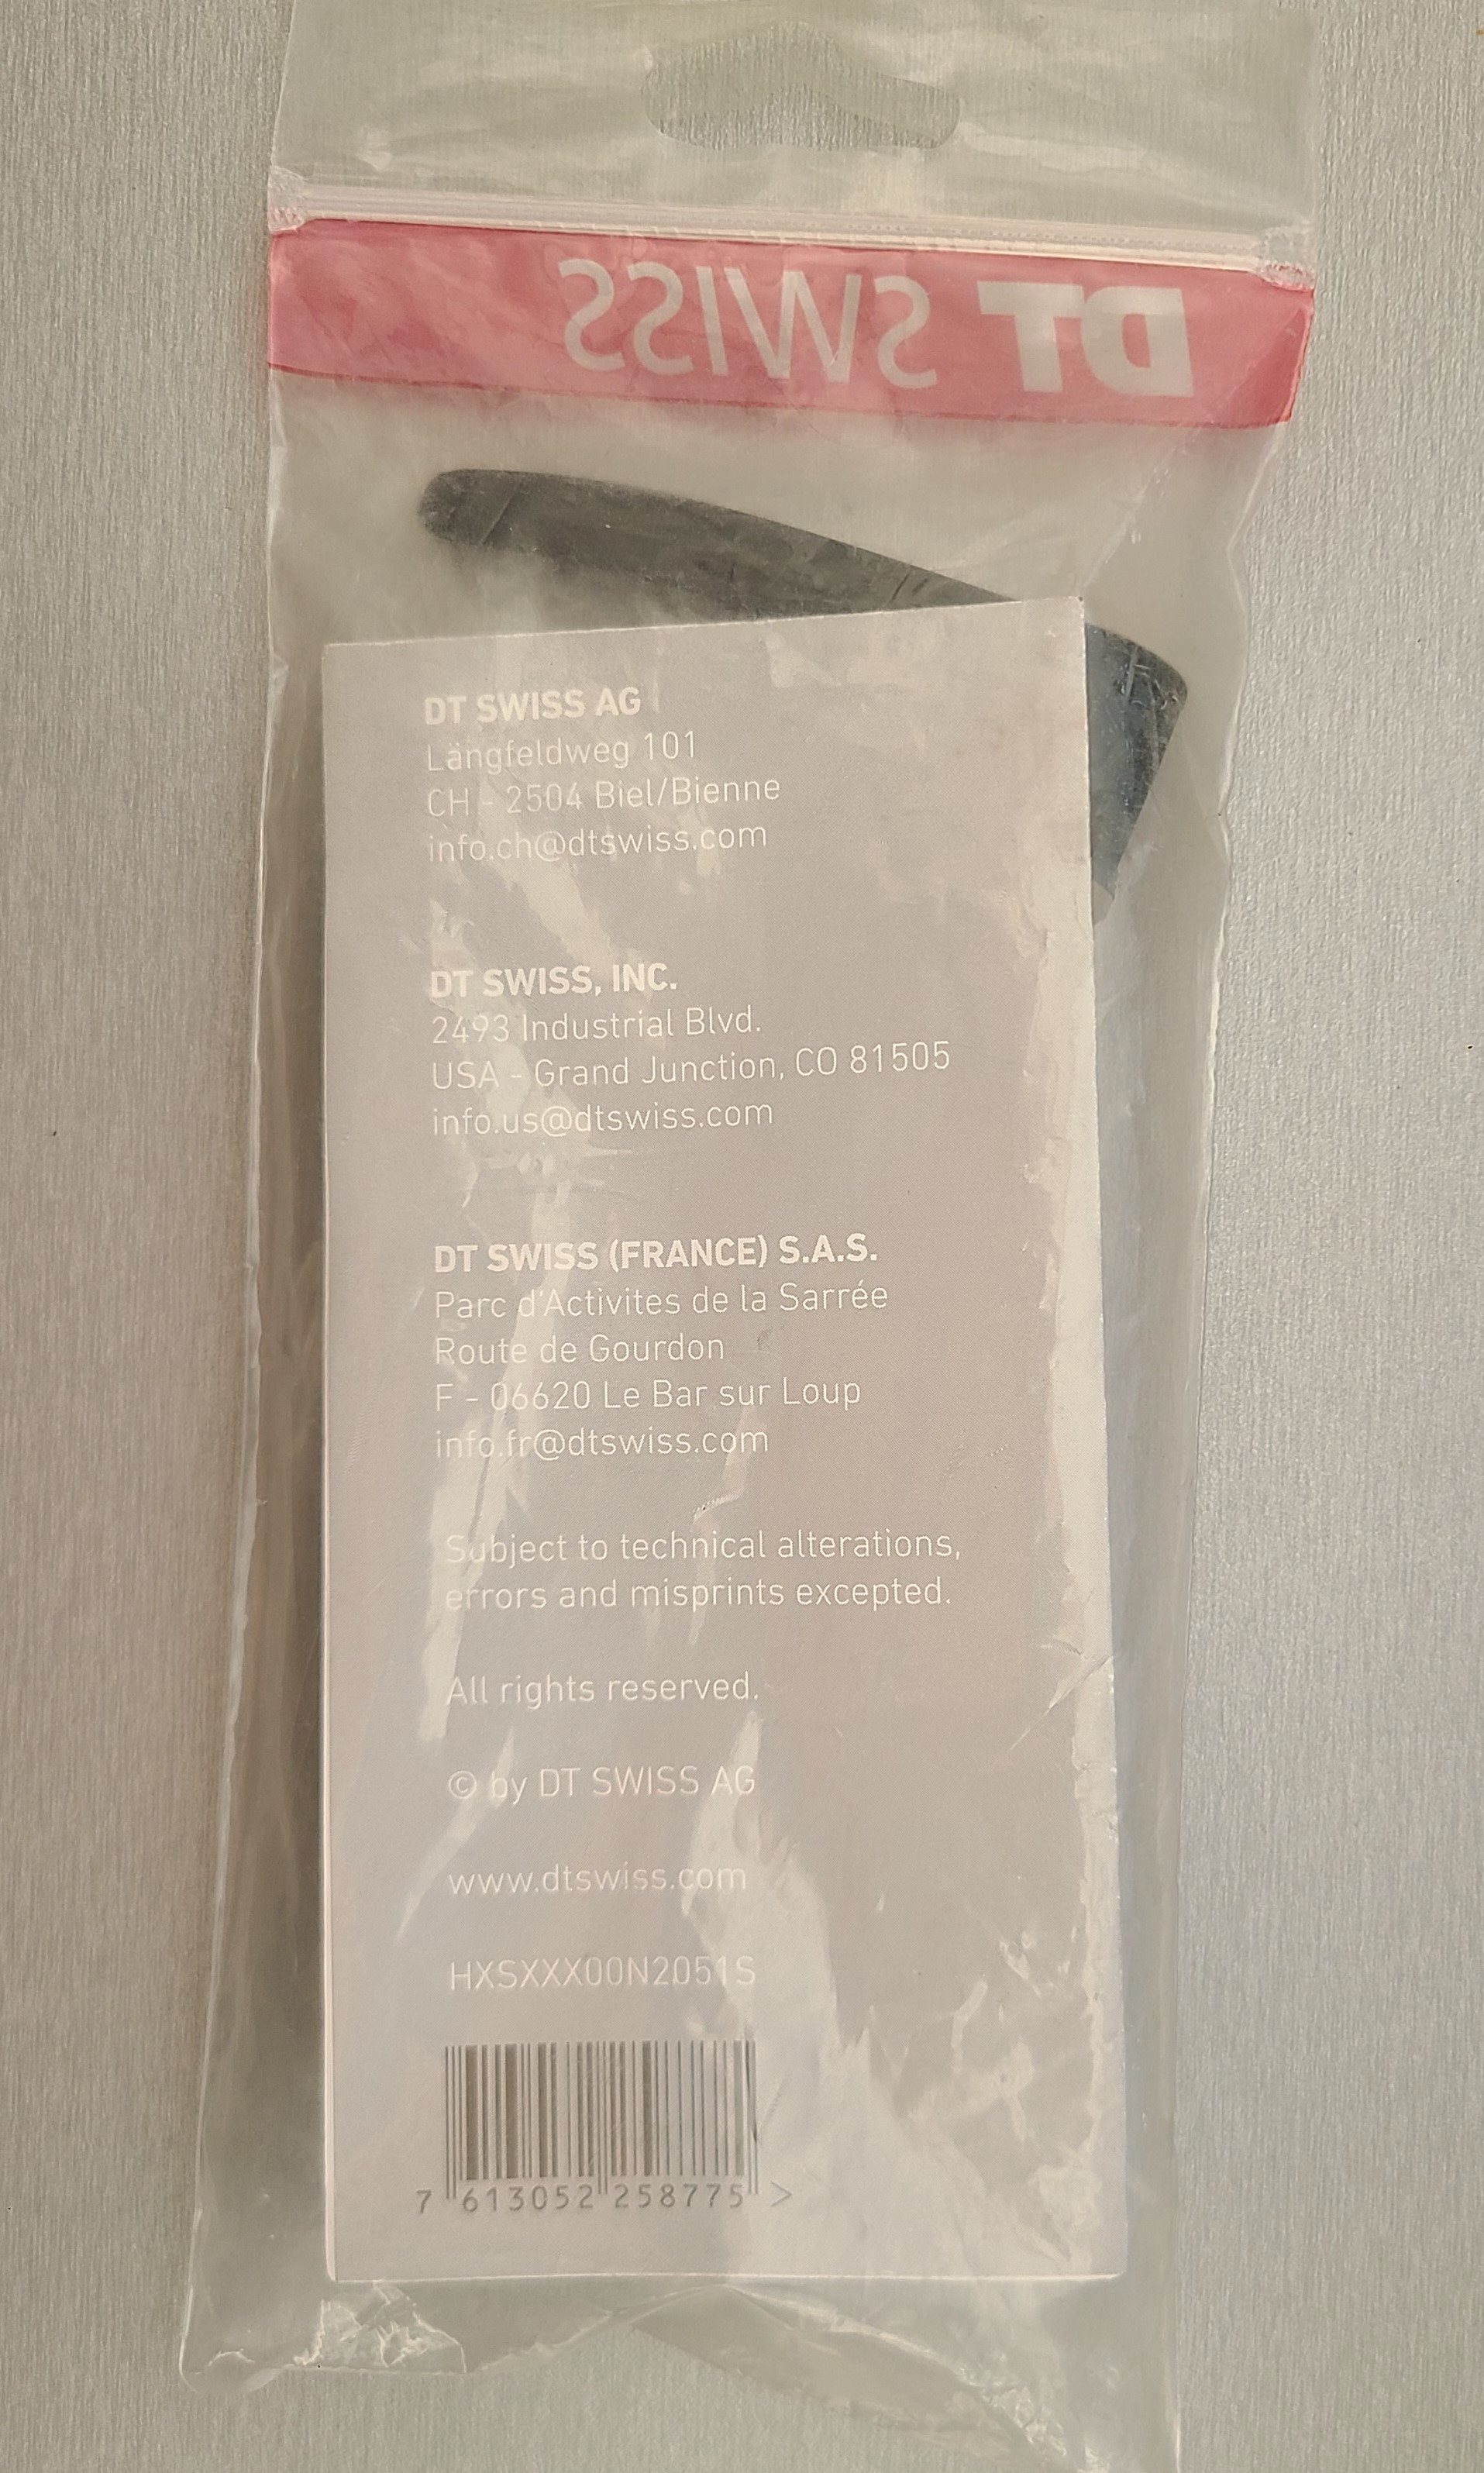 DT SWISS
DT SWISS AG
Längfeldweg 101
CH - 2504 Biel/Bienne
info.ch@dtswiss.com
DT SWISS, INC.
2493 Industrial Blvd.
USA - Grand Junction, CO 81505
info.us@dtswiss.com
DT SWISS (FRANCE) S.A.S.
Parc d'Activites de la Sarrée
Route de Gourdon
F - 06620 Le Bar sur Loup
info.fr@dtswiss.com
Subject to technical alterations,
errors and misprints excepted.
All rights reserved.
© by DT SWISS AG
www.dtswiss.com
HXSXXX00N2051S
7 613052 258775 >